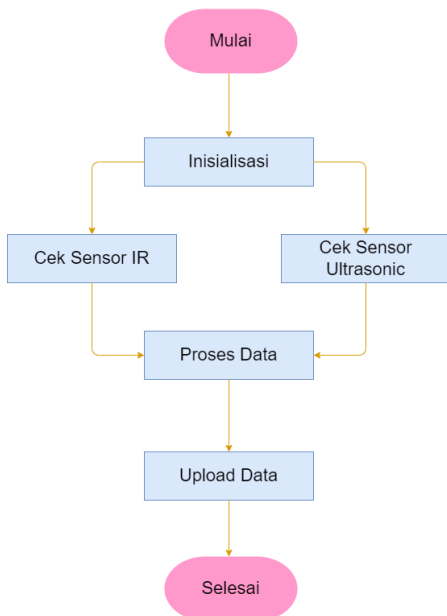 Mulai
Inisialisasi
Cek Sensor IR
Cek Sensor
Ultrasonic
Proses Data
Upload Data
Selesai